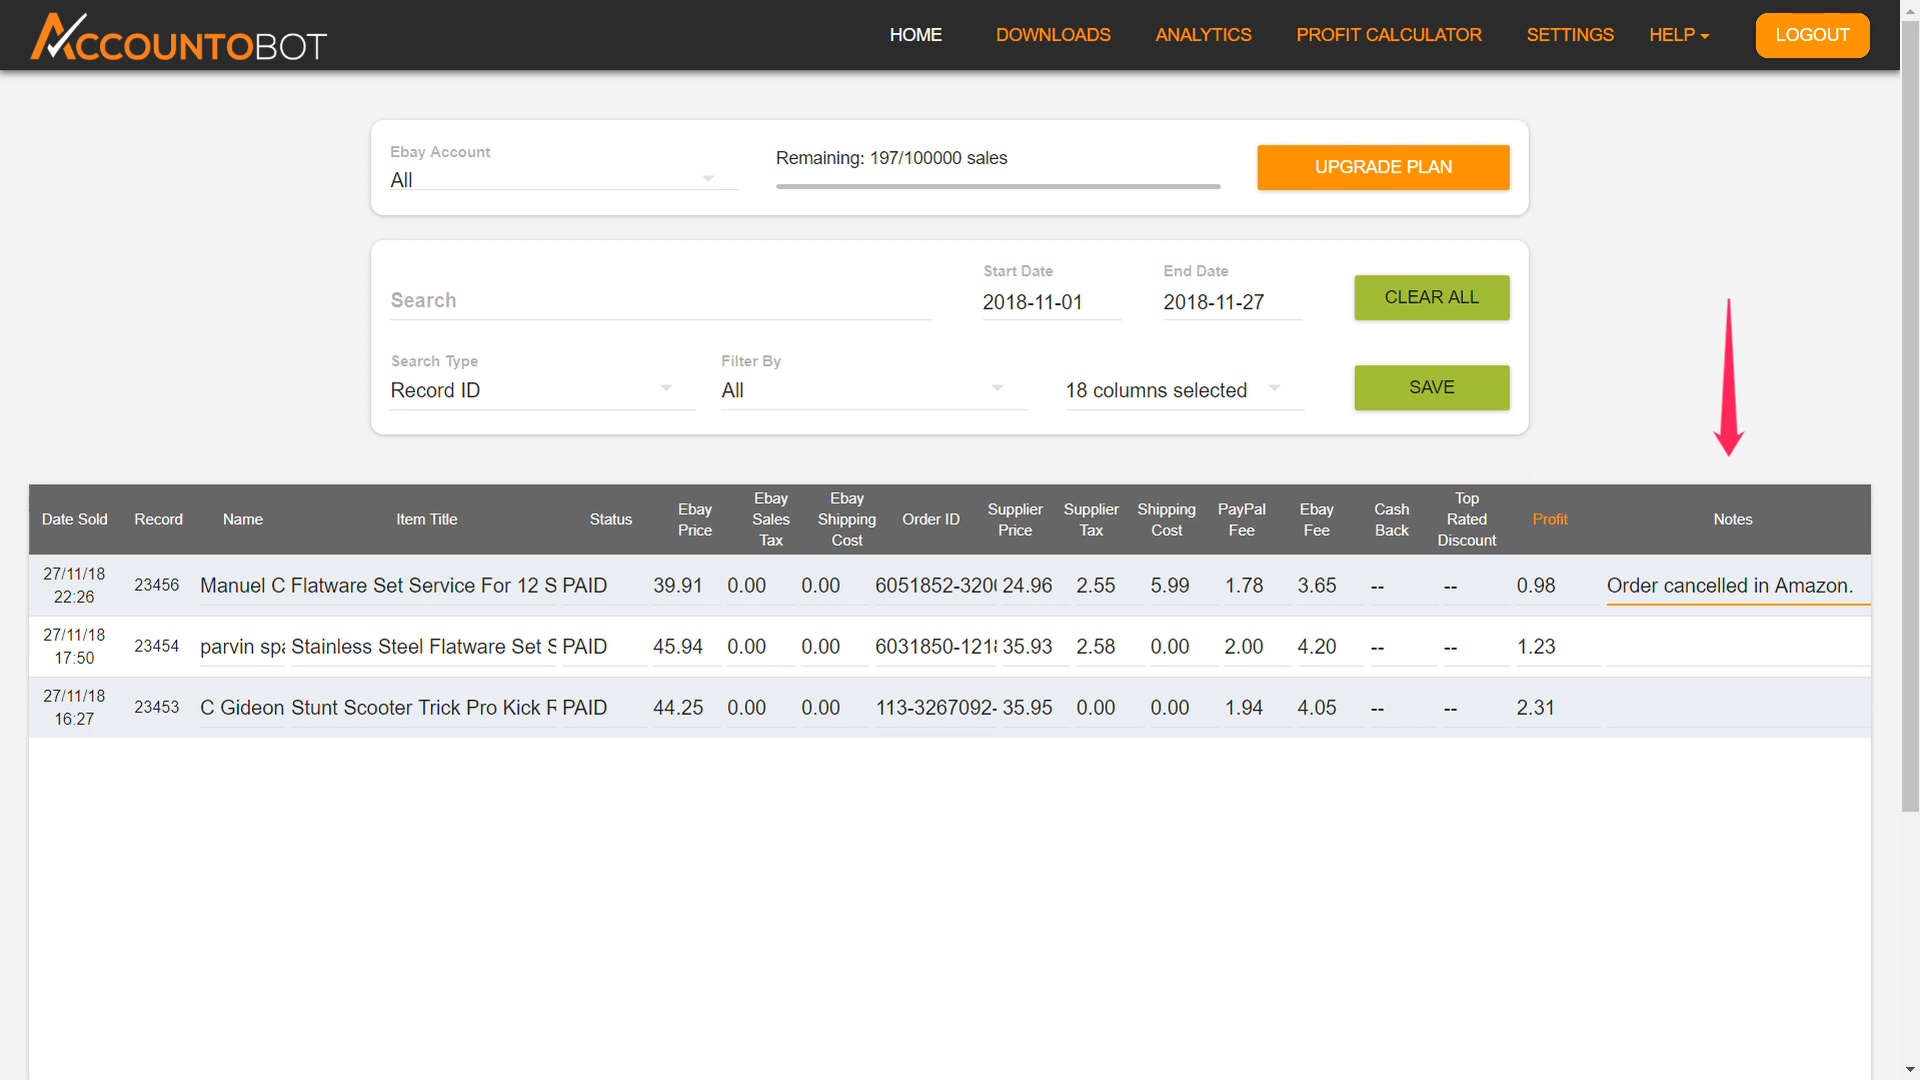 ACCOUNTOBOT
HOME DOWNLOADS ANALYTICS PROFIT CALCULATOR SETTINGS HELP LOGOUT
Ebay Account
All
Remaining: 197/100000 sales
UPGRADE PLAN
Search
Start Date
2018-11-01
End Date
2018-11-27
CLEAR ALL
Search Type
Record ID
Filter By
All
18 columns selected
SAVE
Date Sold Record Name Item Title Status Ebay Price Ebay Sales Tax Ebay Shipping Cost Order ID Supplier Price Supplier Tax Shipping Cost PayPal Fee Ebay Fee Cash Back Top Rated Discount Profit Notes
27/11/18 22:26 23456 Manuel C Flatware Set Service For 12 S PAID 39.91 0.00 0.00 6051852-320 24.96 2.55 5.99 1.78 3.65 -- -- 0.98 Order cancelled in Amazon.
27/11/18 17:50 23454 parvin spa Stainless Steel Flatware Set S PAID 45.94 0.00 0.00 6031850-121 35.93 2.58 0.00 2.00 4.20 -- -- 1.23
27/11/18 16:27 23453 C Gideon Stunt Scooter Trick Pro Kick PAID 44.25 0.00 0.00 113-3267092- 35.95 0.00 0.00 1.94 4.05 -- -- 2.31